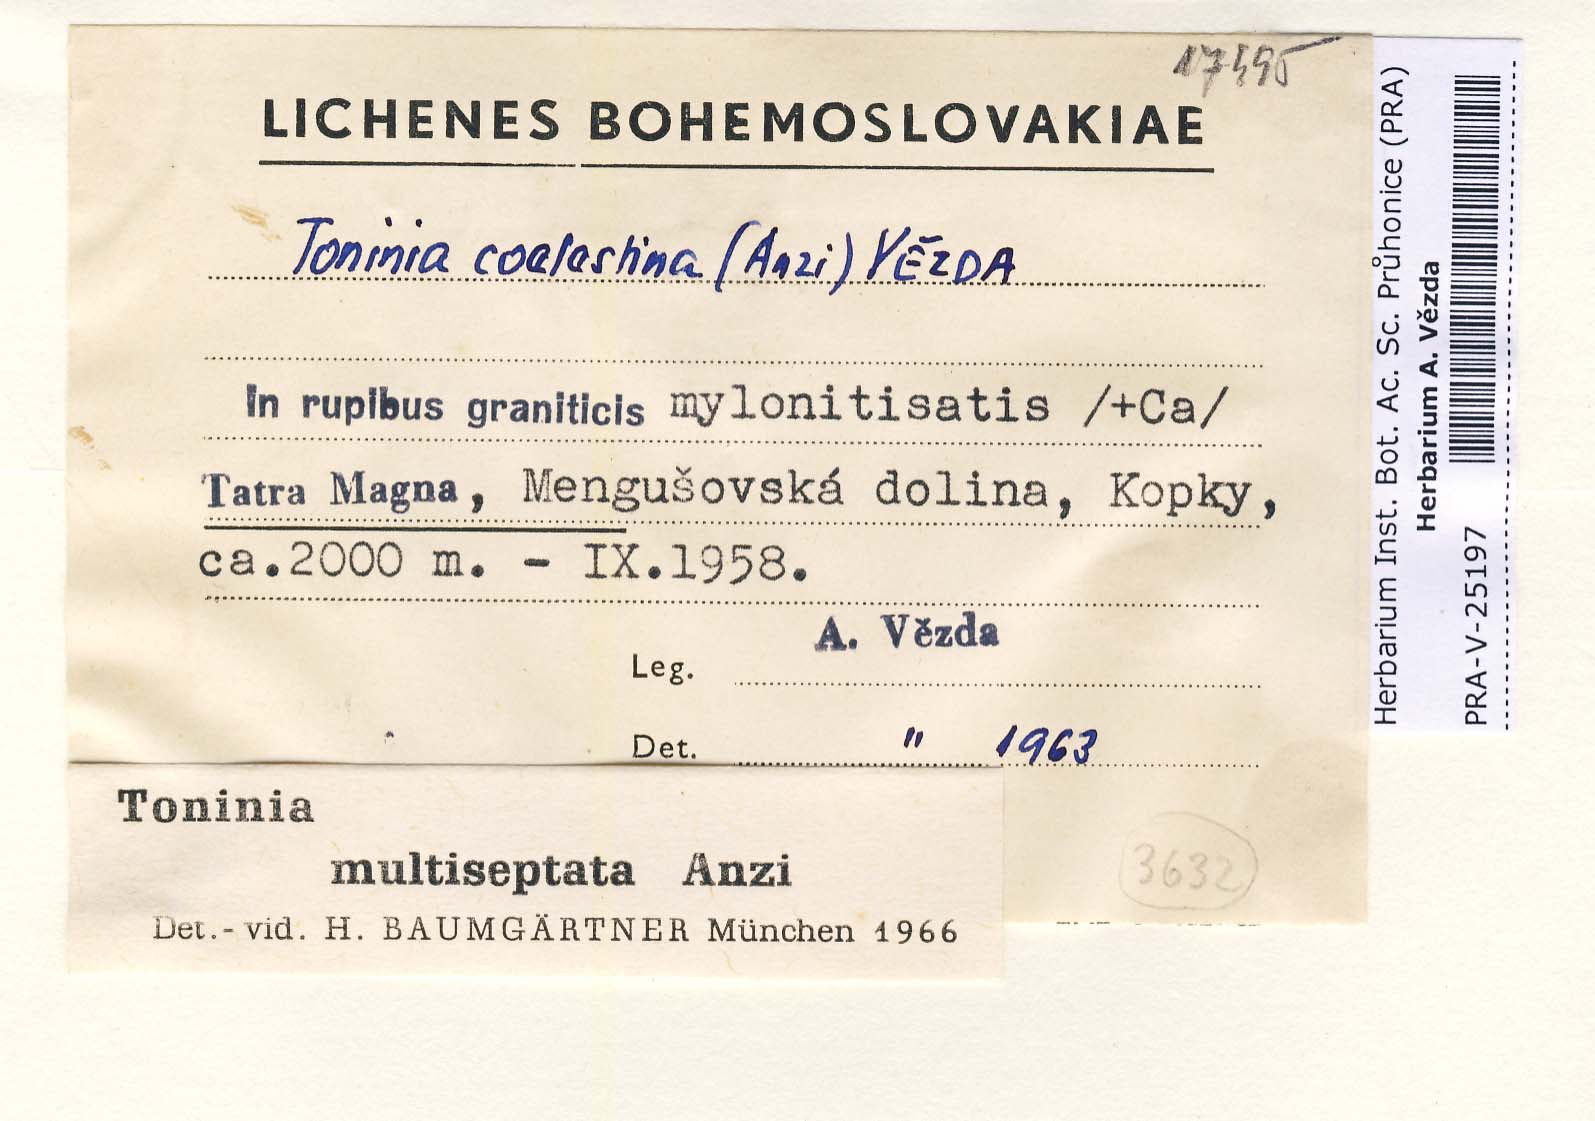 LICHENES BOHEMOSLOVAKIAE
Toninia coelestina (Anzi) VĚZDA
in rupibus graniticis mylonitisatis /+Ca/
Tatra Magna, Mengušovská dolina, Kopky,
ca.2000 m. - IX.1958.
A. Vězda
Leg.
Det. " 1963
Toninia
multiseptata Anzi
Det.- vid. H. BAUMGÄRTNER München 1966
3632
Herbarium Inst. Bot. Ac. Sc. Průhonice (PRA)
Herbarium A. Vězda
PRA-V-25197